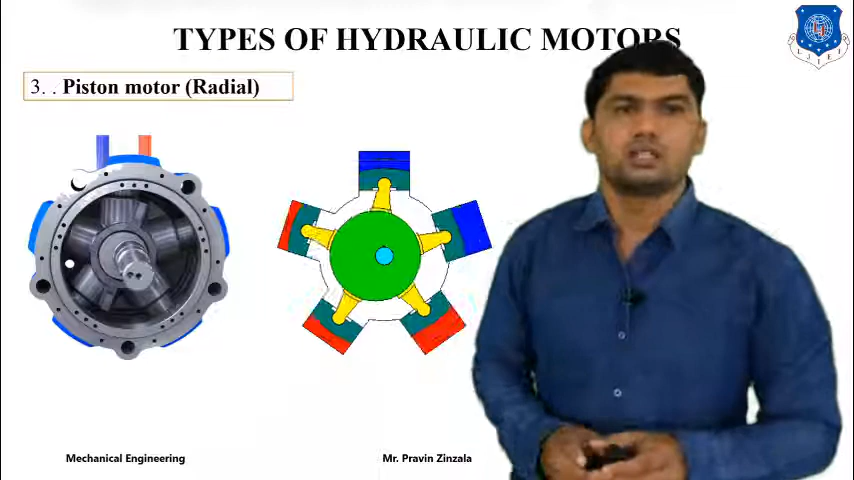 TYPES OF HYDRAULIC MOTORS
3. . Piston motor (Radial)
L J I E T
Mechanical Engineering
Mr. Pravin Zinzala